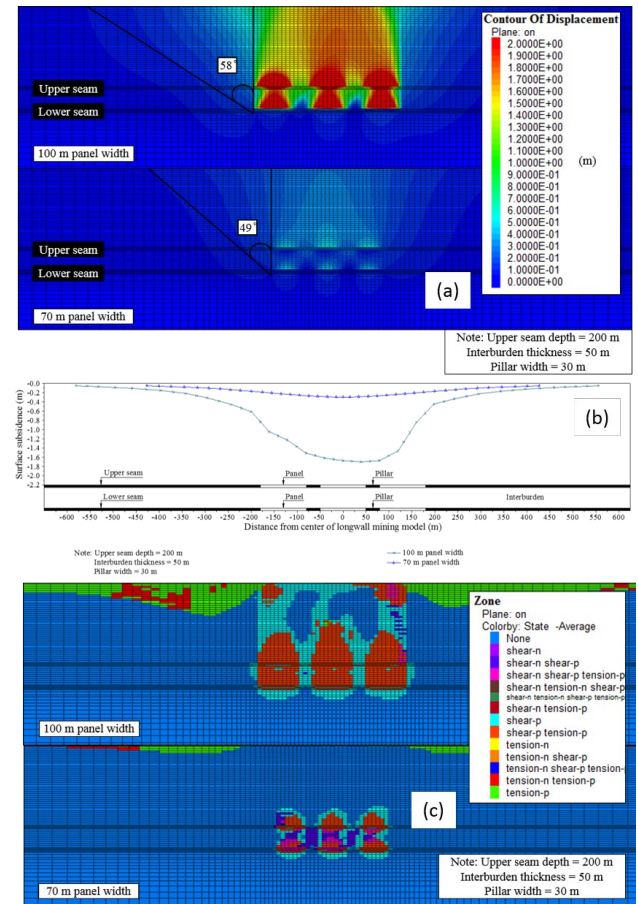 Contour Of Displacement
Plane: on
2.0000E+00
1.9000E+00
1.8000E+00
1.7000E+00
1.6000E+00
1.5000E+00
1.4000E+00
1.3000E+00
1.2000E+00
1.1000E+00
1.0000E+00
9.0000E-01
8.0000E-01
7.0000E-01
6.0000E-01
5.0000E-01
4.0000E-01
3.0000E-01
2.0000E-01
1.0000E-01
0.0000E+00
(m)
58°
Upper seam
Lower seam
100 m panel width
49°
Upper seam
Lower seam
(a)
70 m panel width
Note: Upper seam depth = 200 m
Interburden thickness = 50 m
Pillar width = 30 m
Surface subsidence (m)
-0.0
-0.2
-0.4
-0.6
-0.8
-1.0
-1.2
-1.4
-1.6
-1.8
-2.0
-2.2
(b)
Upper seam Panel Pillar
Lower seam Panel Pillar Interburden
-600 -550 -500 -450 -400 -350 -300 -250 -200 -150 -100 -50 0 50 100 150 200 250 300 350 400 450 500 550 600
Distance from center of longwall mining model (m)
Note: Upper seam depth = 200 m
Interburden thickness = 50 m
Pillar width = 30 m
100 m panel width
70 m panel width
Zone
Plane: on
Colorby: State -Average
None
shear-n
shear-n shear-p
shear-n shear-p tension-p
shear-n tension-n shear-p
shear-n tension-n shear-p tension-p
shear-n tension-p
shear-p
shear-p tension-p
tension-n
tension-n shear-p
tension-n shear-p tension-
tension-n tension-p
tension-p
100 m panel width
(c)
70 m panel width
Note: Upper seam depth = 200 m
Interburden thickness = 50 m
Pillar width = 30 m